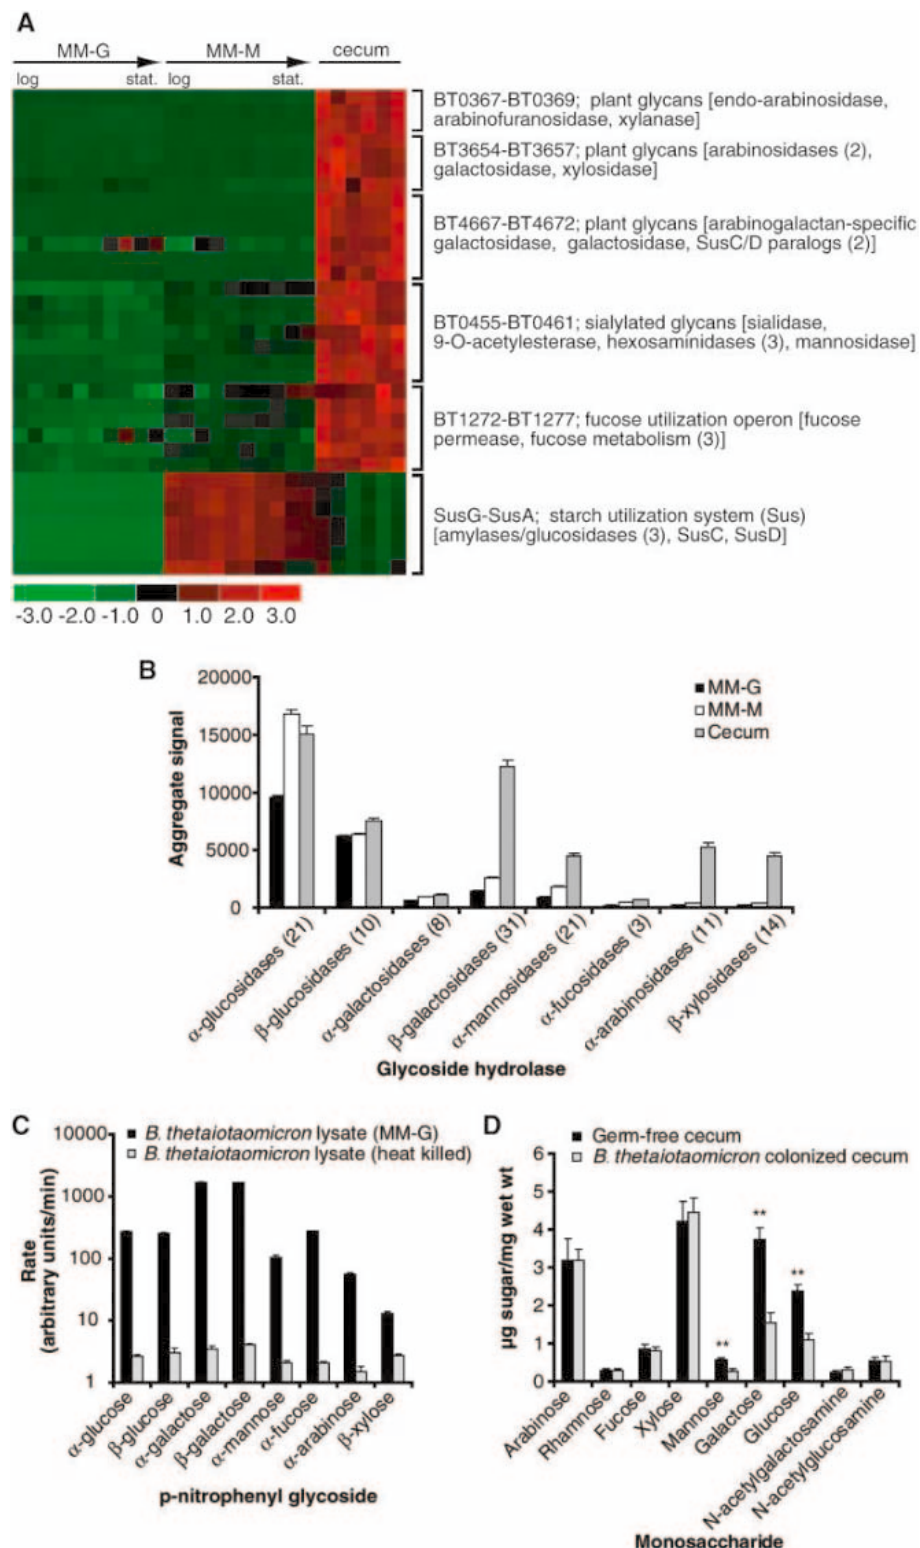 A
MM-G MM-M cecum
log stat. log stat.
BT0367-BT0369; plant glycans [endo-arabinosidase,
arabinofuranosidase, xylanase]
BT3654-BT3657; plant glycans [arabinosidases (2),
galactosidase, xylosidase]
BT4667-BT4672; plant glycans [arabinogalactan-specific
galactosidase, galactosidase, SusC/D paralogs (2)]
BT0455-BT0461; sialylated glycans [sialidase,
9-O-acetylesterase, hexosaminidases (3), mannosidase]
BT1272-BT1277; fucose utilization operon [fucose
permease, fucose metabolism (3)]
SusG-SusA; starch utilization system (Sus)
[amylases/glucosidases (3), SusC, SusD]
-3.0 -2.0 -1.0 0 1.0 2.0 3.0
B
Aggregate signal
20000
15000
10000
5000
0
MM-G
MM-M
Cecum
α-glucosidases (21)
β-glucosidases (10)
α-galactosidases (8)
β-galactosidases (31)
α-mannosidases (21)
α-fucosidases (3)
α-arabinosidases (11)
β-xylosidases (14)
Glycoside hydrolase
C
B. thetaiotaomicron lysate (MM-G)
B. thetaiotaomicron lysate (heat killed)
Rate
(arbitrary units/min)
10000
1000
100
10
1
α-glucose
β-glucose
α-galactose
β-galactose
α-mannose
α-fucose
α-arabinose
β-xylose
p-nitrophenyl glycoside
D
Germ-free cecum
B. thetaiotaomicron colonized cecum
µg sugar/mg wet wt
6
5
4
3
2
1
0
**
**
**
Arabinose
Rhamnose
Fucose
Xylose
Mannose
Galactose
Glucose
N-acetylgalactosamine
N-acetylglucosamine
Monosaccharide